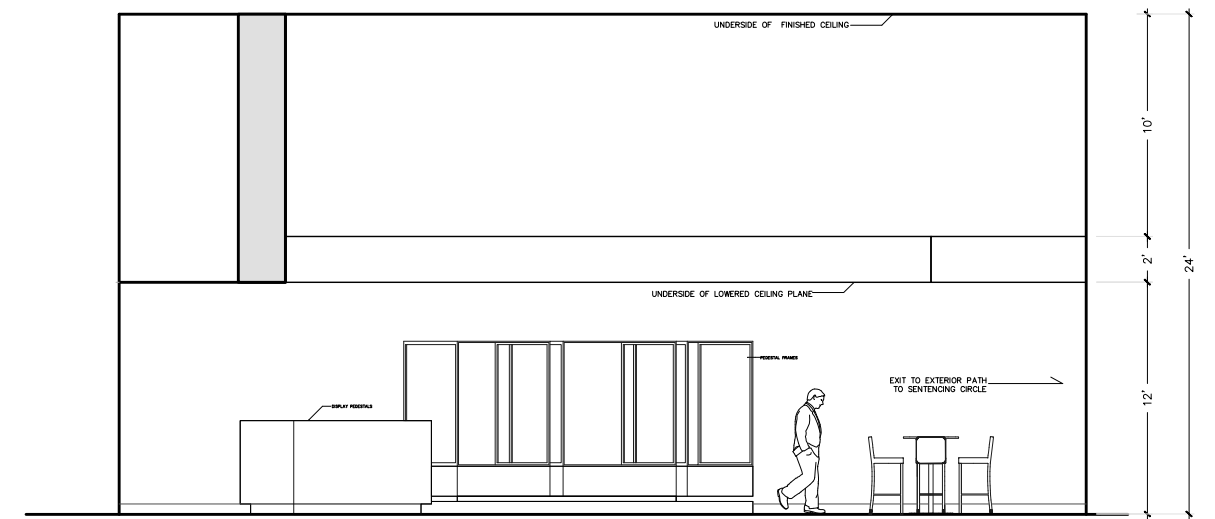 UNDERSIDE OF FINISHED CEILING
10'
2'
24'
UNDERSIDE OF LOWERED CEILING PLANE
PEDESTAL FRAMES
EXIT TO EXTERIOR PATH
TO SENTENCING CIRCLE
12'
DISPLAY PEDESTALS